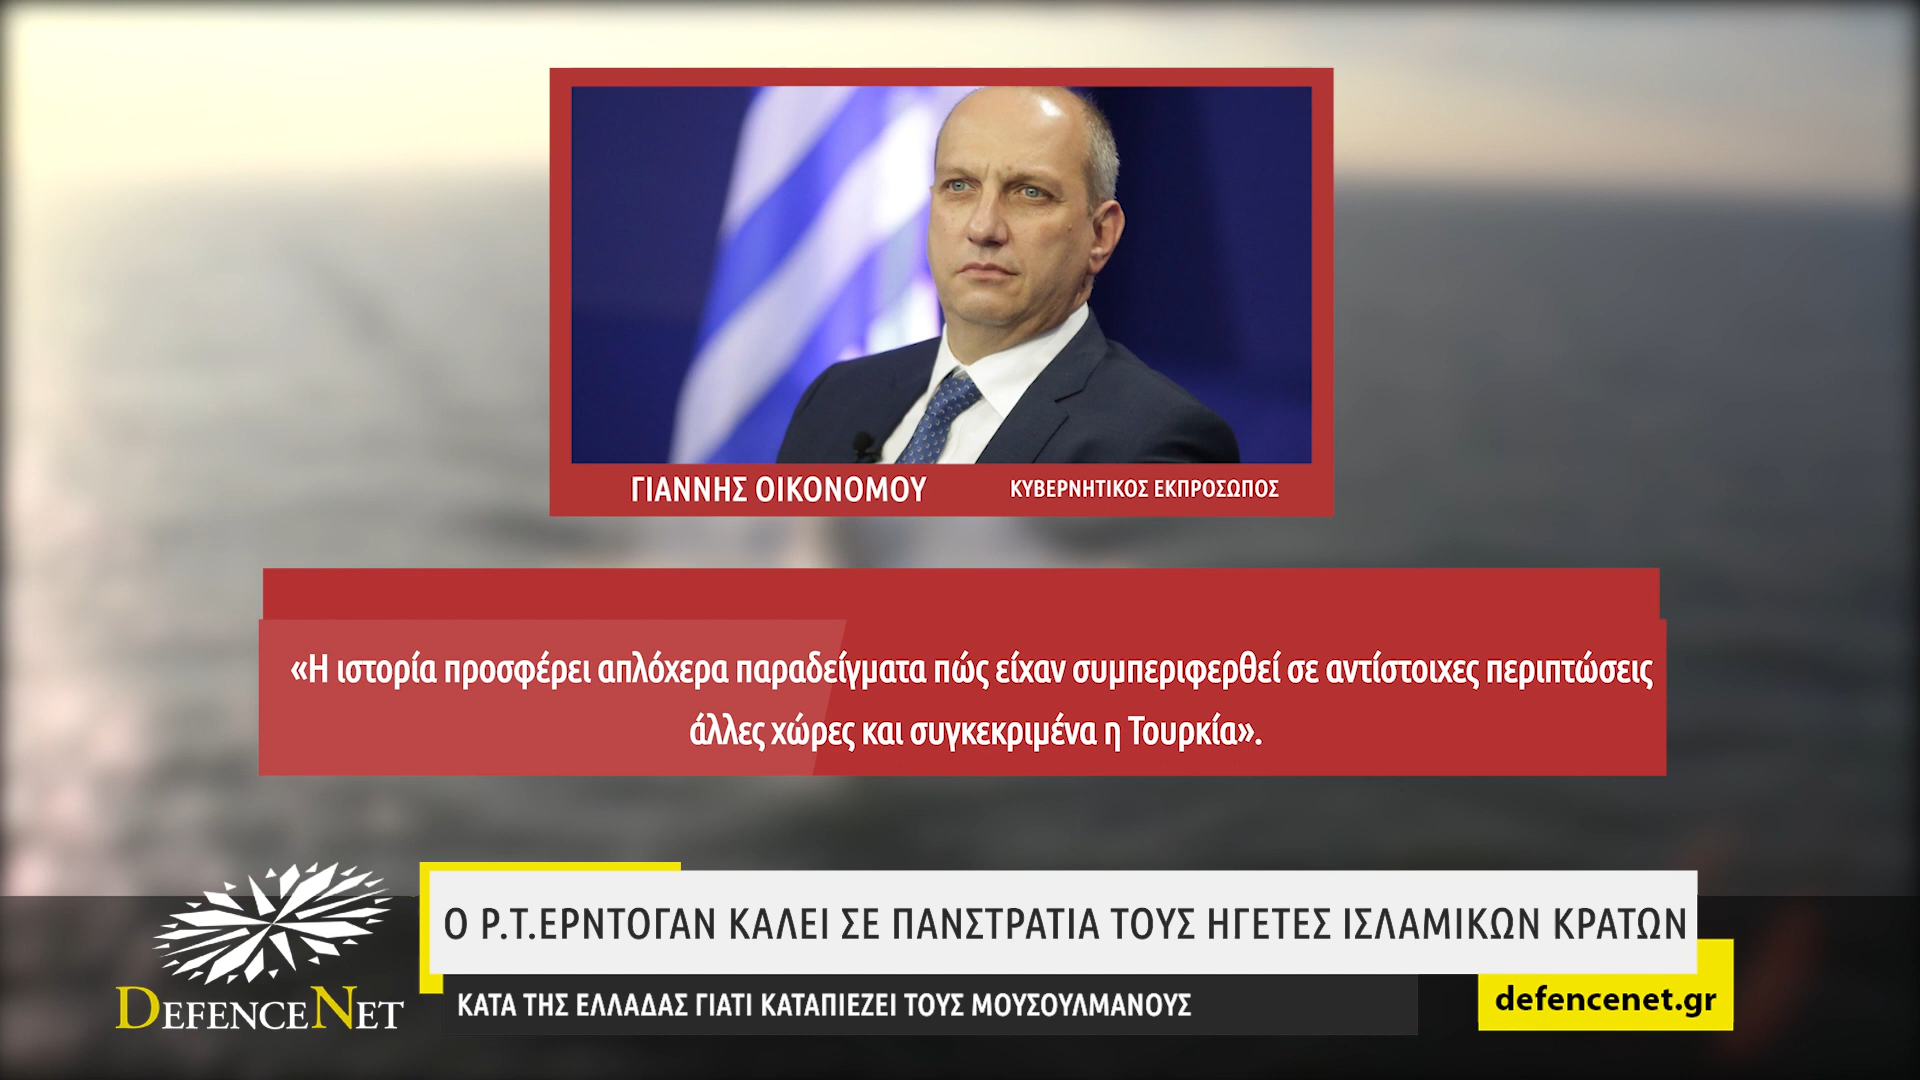 ΓΙΑΝΝΗΣ ΟΙΚΟΝΟΜΟΥ ΚΥΒΕΡΝΗΤΙΚΟΣ ΕΚΠΡΟΣΩΠΟΣ
«Η ιστορία προσφέρει απλόχερα παραδείγματα πώς είχαν συμπεριφερθεί σε αντίστοιχες περιπτώσεις
άλλες χώρες και συγκεκριμένα η Τουρκία».
Ο Ρ.Τ.ΕΡΝΤΟΓΑΝ ΚΑΛΕΙ ΣΕ ΠΑΝΣΤΡΑΤΙΑ ΤΟΥΣ ΗΓΕΤΕΣ ΙΣΛΑΜΙΚΩΝ ΚΡΑΤΩΝ
DEFENCENET
ΚΑΤΑ ΤΗΣ ΕΛΛΑΔΑΣ ΓΙΑΤΙ ΚΑΤΑΠΙΕΖΕΙ ΤΟΥΣ ΜΟΥΣΟΥΛΜΑΝΟΥΣ
defencenet.gr